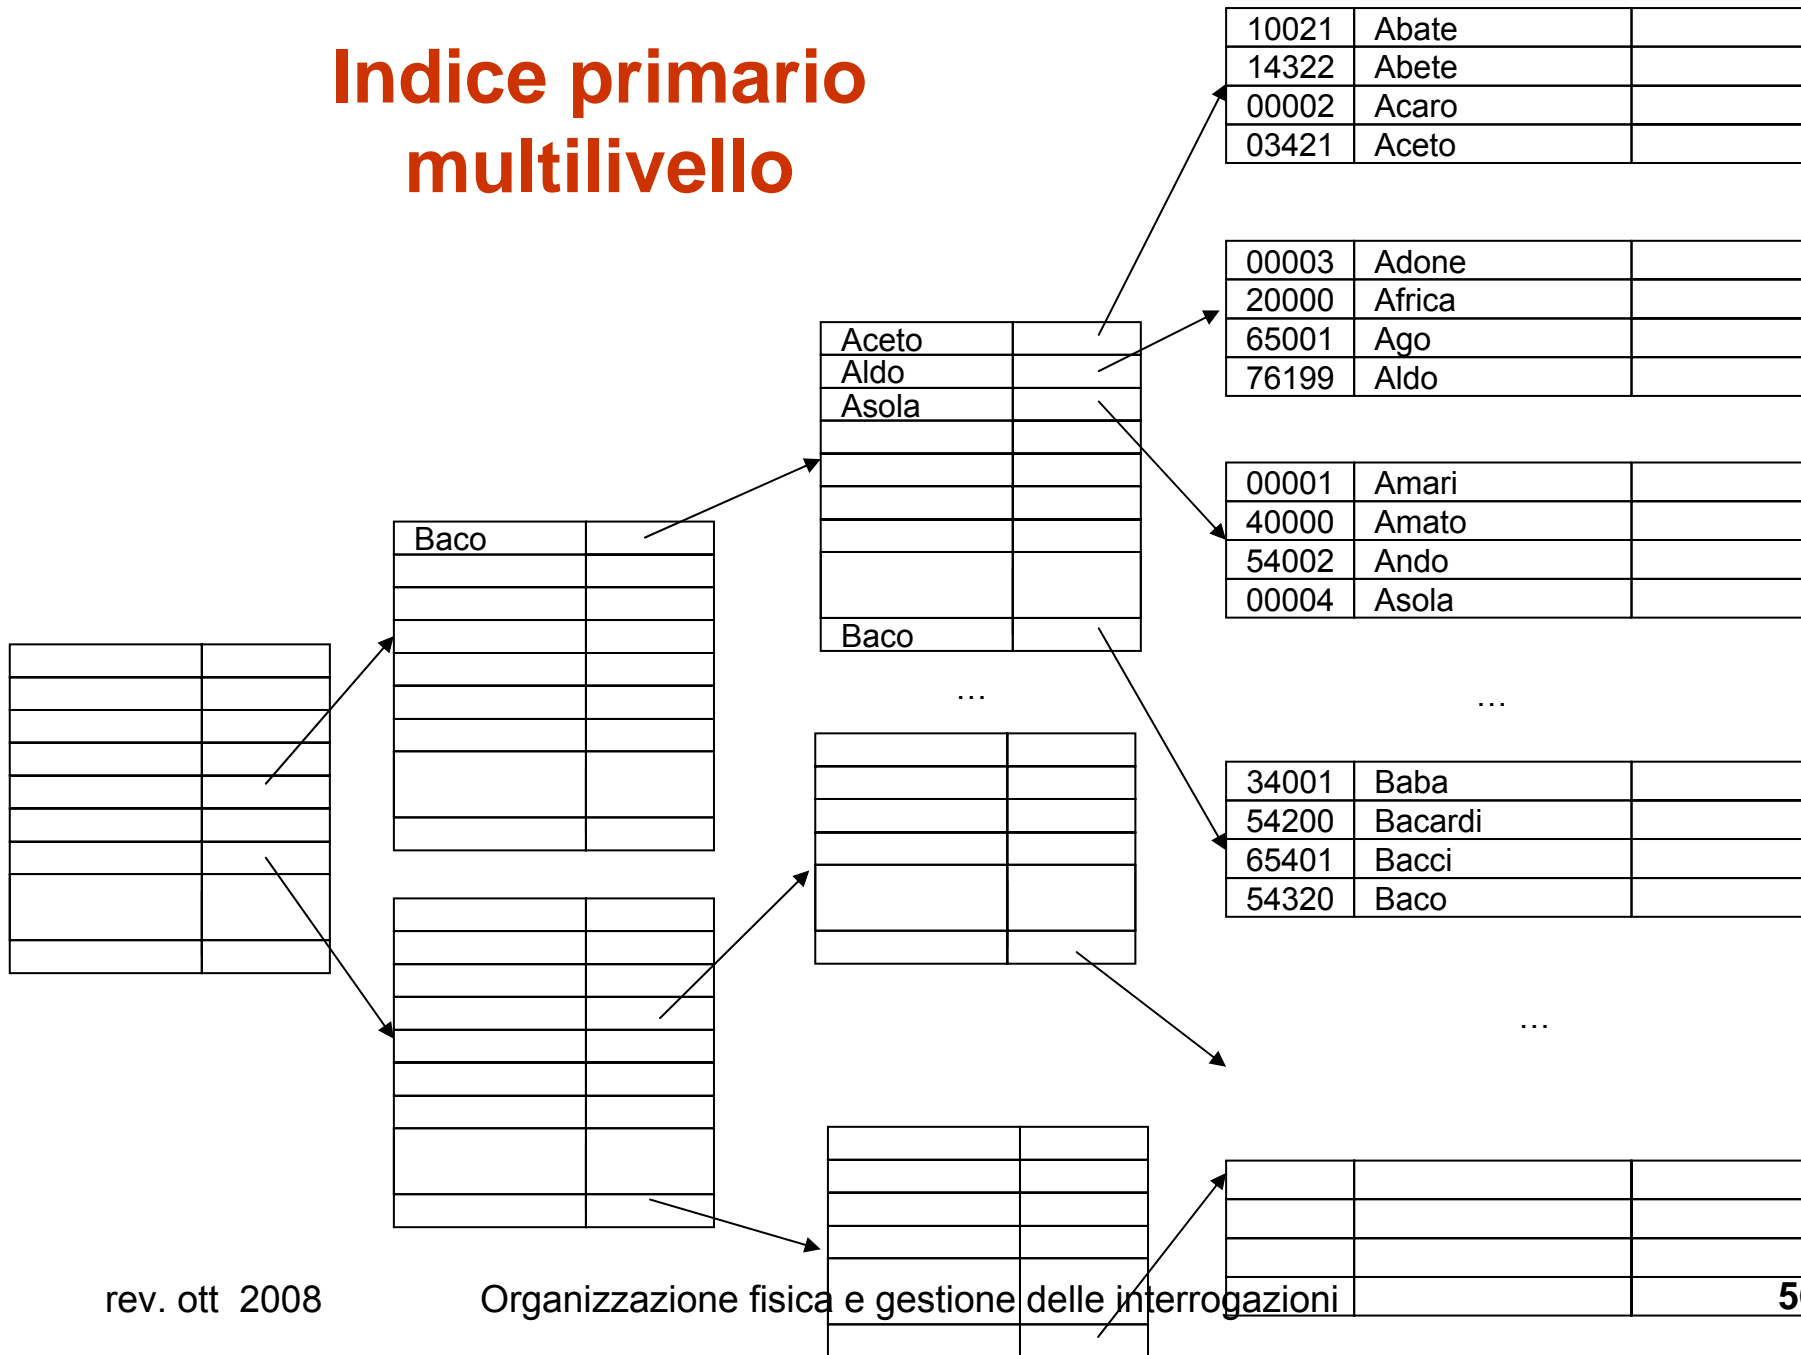 Indice primario
multilivello
10021 Abate
14322 Abete
00002 Acaro
03421 Aceto
00003 Adone
20000 Africa
65001 Ago
76199 Aldo
Aceto
Aldo
Asola
Baco
...
00001 Amari
40000 Amato
54002 Ando
00004 Asola
...
Baco
34001 Baba
54200 Bacardi
65401 Bacci
54320 Baco
...
rev. ott 2008 Organizzazione fisica e gestione delle interrogazioni